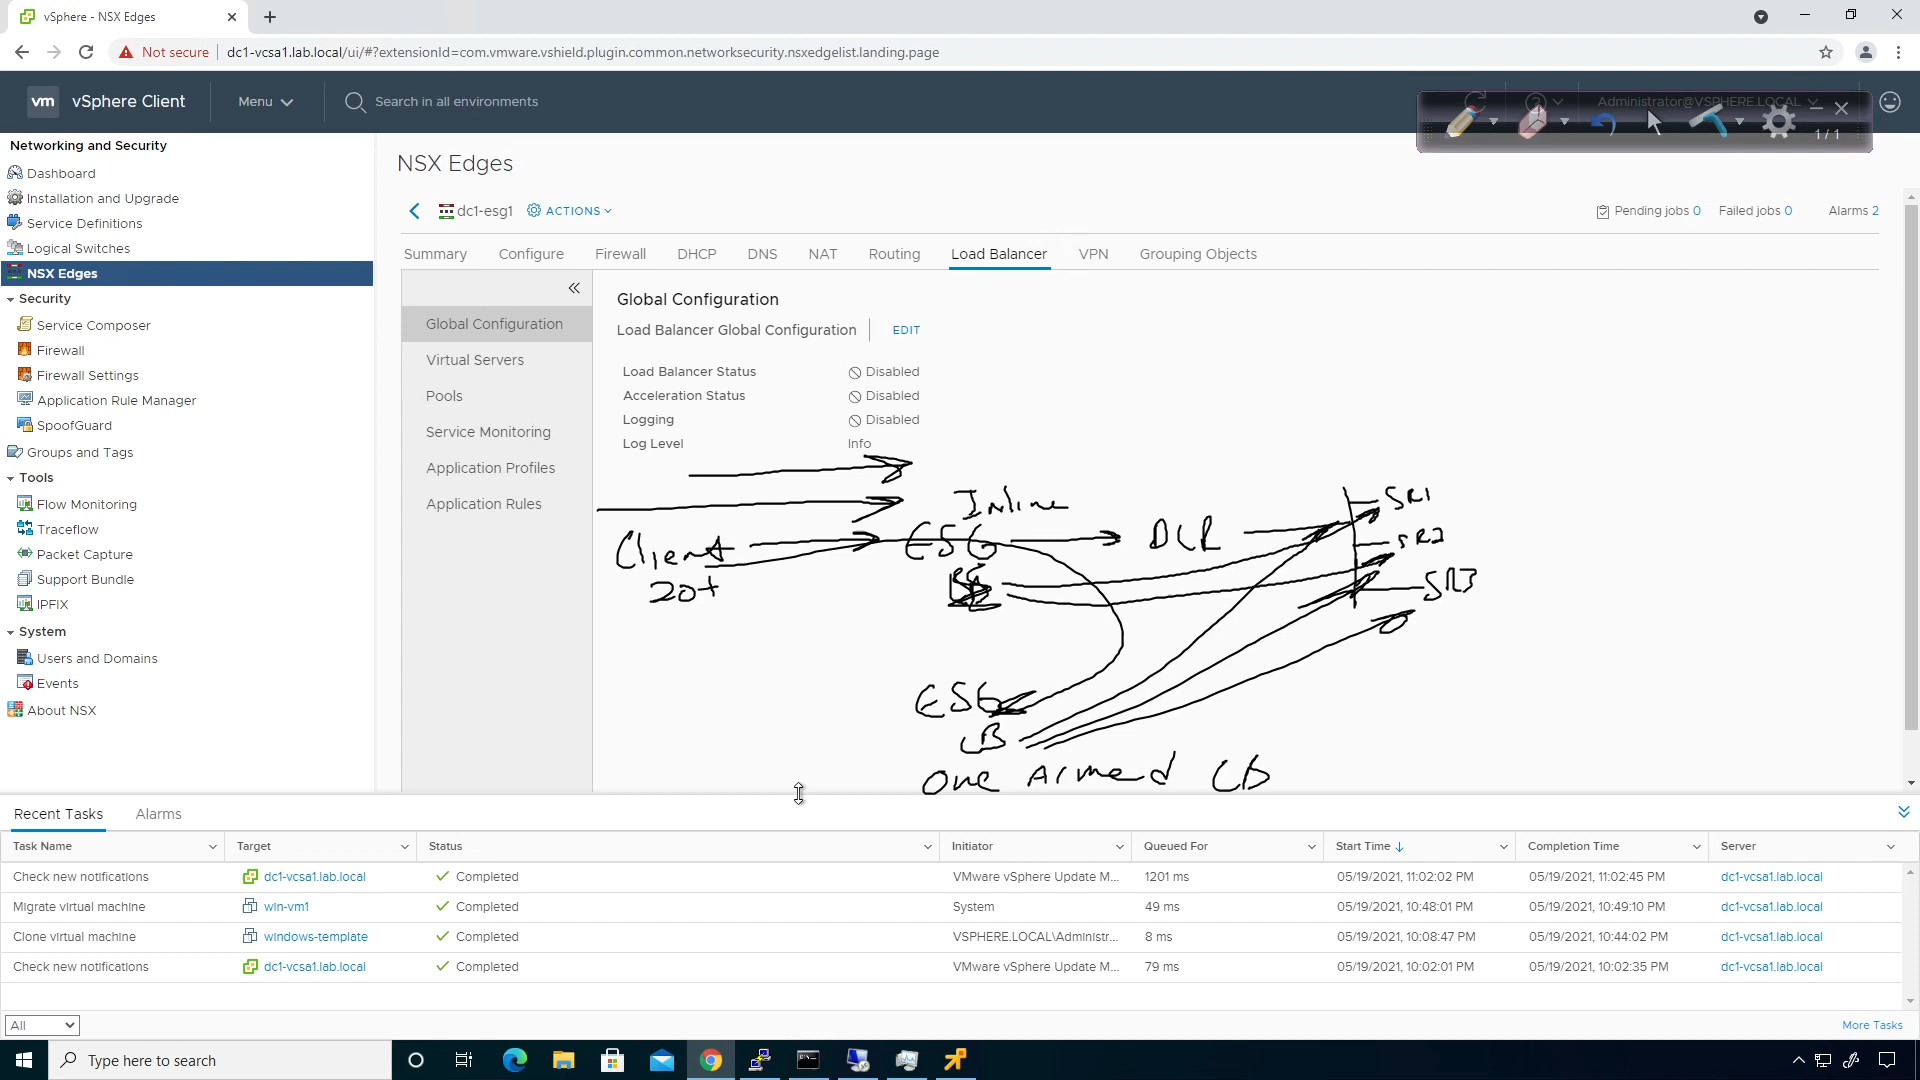 vSphere - NSX Edges
Not secure
dc1-vcsa1.lab.local/ui/#?extensionId=com.vmware.vshield.plugin.common.networksecurity.nsxedgelist.landing.page
vm vSphere Client Menu Search in all environments Administrator@VSPHERE.LOCAL
1 / 1
Networking and Security
Dashboard
Installation and Upgrade
Service Definitions
Logical Switches
NSX Edges
Security
Service Composer
Firewall
Firewall Settings
Application Rule Manager
SpoofGuard
Groups and Tags
Tools
Flow Monitoring
Traceflow
Packet Capture
Support Bundle
IPFIX
System
Users and Domains
Events
About NSX
NSX Edges
dc1-esg1 ACTIONS Pending jobs 0 Failed jobs 0 Alarms 2
Summary Configure Firewall DHCP DNS NAT Routing Load Balancer VPN Grouping Objects
Global Configuration
Virtual Servers
Pools
Service Monitoring
Application Profiles
Application Rules
Global Configuration
Load Balancer Global Configuration EDIT
Load Balancer Status Disabled
Acceleration Status Disabled
Logging Disabled
Log Level Info
Inline
Client ESG DLR
20+
SR1
SR2
SR3
ESG
LB
One Armed LB
Recent Tasks Alarms
Task Name Target Status Initiator Queued For Start Time Completion Time Server
Check new notifications dc1-vcsa1.lab.local Completed VMware vSphere Update M... 1201 ms 05/19/2021, 11:02:02 PM 05/19/2021, 11:02:45 PM dc1-vcsa1.lab.local
Migrate virtual machine win-vm1 Completed System 49 ms 05/19/2021, 10:48:01 PM 05/19/2021, 10:49:10 PM dc1-vcsa1.lab.local
Clone virtual machine windows-template Completed VSPHERE.LOCAL\Administr... 8 ms 05/19/2021, 10:08:47 PM 05/19/2021, 10:44:02 PM dc1-vcsa1.lab.local
Check new notifications dc1-vcsa1.lab.local Completed VMware vSphere Update M... 79 ms 05/19/2021, 10:02:01 PM 05/19/2021, 10:02:35 PM dc1-vcsa1.lab.local
All More Tasks
Type here to search